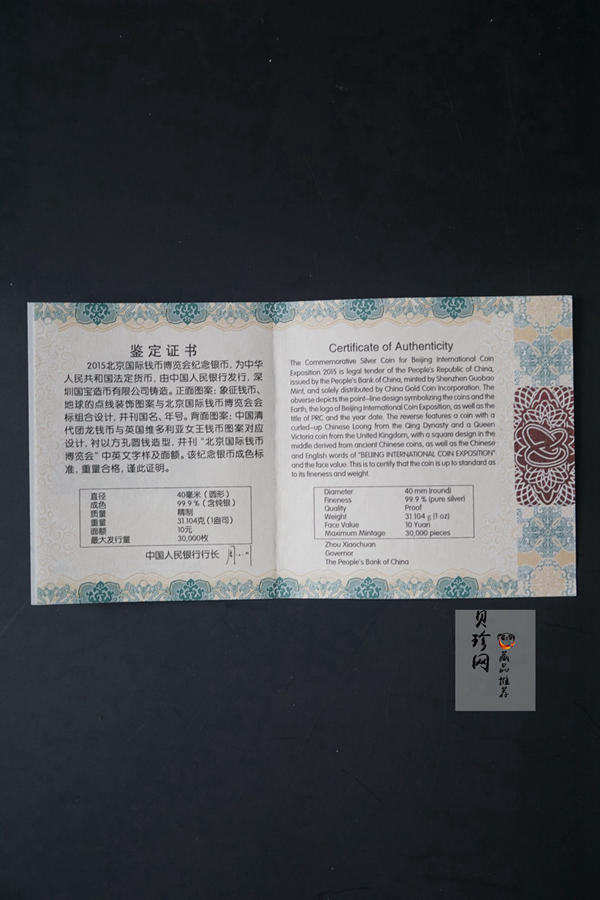 鉴定证书
2015北京国际钱币博览会纪念银币，为中华
人民共和国法定货币，由中国人民银行发行，深
圳国宝造币有限公司铸造。正面图案：象征钱币、
地球的点线装饰图案与北京国际钱币博览会会
标组合设计，并刊国名、年号。背面图案：中国清
代团龙钱币与英国维多利亚女王钱币图案对应
设计，衬以方孔圆钱造型，并刊“北京国际钱币
博览会”中英文字样及面额。该纪念银币成色标
准，重量合格，谨此证明。
直径 40毫米（圆形）
成色 99.9％（含纯银）
质量 精制
重量 31.104克（1盎司）
面额 10元
最大发行量 30,000枚
中国人民银行行长
Certificate of Authenticity
The Commemorative Silver Coin for Beijing International Coin
Exposition 2015 is legal tender of the People's Republic of China,
issued by the People's Bank of China, minted by Shenzhen Guobao
Mint, and solely distributed by China Gold Coin Incorporation. The
obverse depicts the point-line design symbolizing the coins and the
Earth, the logo of Beijing International Coin Exposition, as well as the
title of PRC and the year date. The reverse features a coin with a
curled-up Chinese Loong from the Qing Dynasty and a Queen
Victoria coin from the United Kingdom, with a square design in the
middle derived from ancient Chinese coins, as well as the Chinese
and English words of "BEIJING INTERNATIONAL COIN EXPOSITION"
and the face value. This is to certify that the coin is up to standard as
to its fineness and weight.
Diameter 40 mm (round)
Fineness 99.9 % (pure silver)
Quality Proof
Weight 31.104 g (1 oz)
Face Value 10 Yuan
Maximum Mintage 30,000 pieces
Zhou Xiaochuan
Governor
The People's Bank of China
贝珍网
藏品推荐